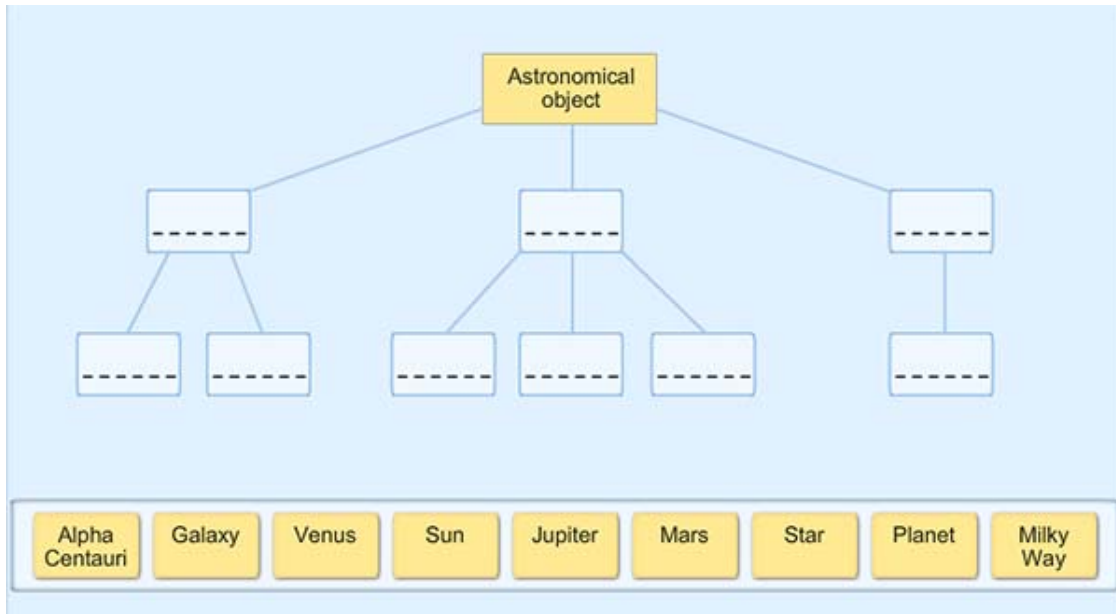 Astronomical
object
Alpha
Centauri
Galaxy
Venus
Sun
Jupiter
Mars
Star
Planet
Milky
Way